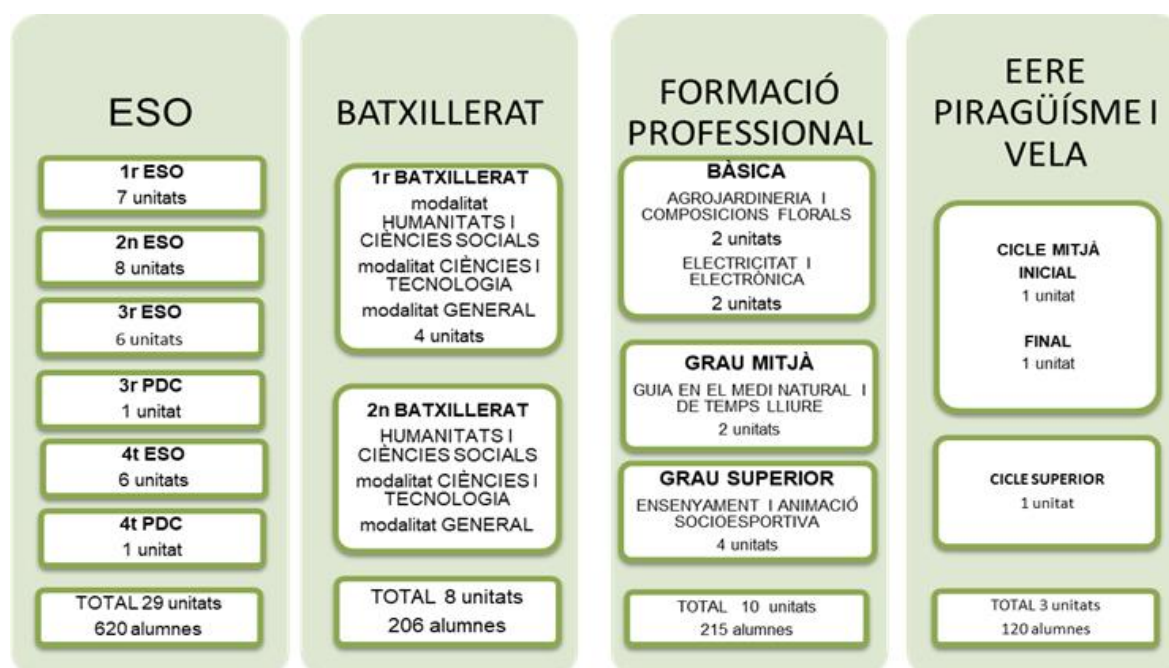 ESO
1r ESO
7 unitats
2n ESO
8 unitats
3r ESO
6 unitats
3r PDC
1 unitat
4t ESO
6 unitats
4t PDC
1 unitat
TOTAL 29 unitats
620 alumnes
BATXILLERAT
1r BATXILLERAT
modalitat
HUMANITATS I
CIÈNCIES SOCIALS
modalitat CIÈNCIES I
TECNOLOGIA
modalitat GENERAL
4 unitats
2n BATXILLERAT
HUMANITATS I
CIÈNCIES SOCIALS
modalitat CIÈNCIES I
TECNOLOGIA
modalitat GENERAL
TOTAL 8 unitats
206 alumnes
FORMACIÓ
PROFESSIONAL
BÀSICA
AGROJARDINERIA I
COMPOSICIONS FLORALS
2 unitats
ELECTRICITAT I
ELECTRÒNICA
2 unitats
GRAU MITJÀ
GUIA EN EL MEDI NATURAL I
DE TEMPS LLIURE
2 unitats
GRAU SUPERIOR
ENSENYAMENT I ANIMACIÓ
SOCIOESPORTIVA
4 unitats
TOTAL 10 unitats
215 alumnes
EERE
PIRAGÜÍSME I
VELA
CICLE MITJÀ
INICIAL
1 unitat
FINAL
1 unitat
CICLE SUPERIOR
1 unitat
TOTAL 3 unitats
120 alumnes